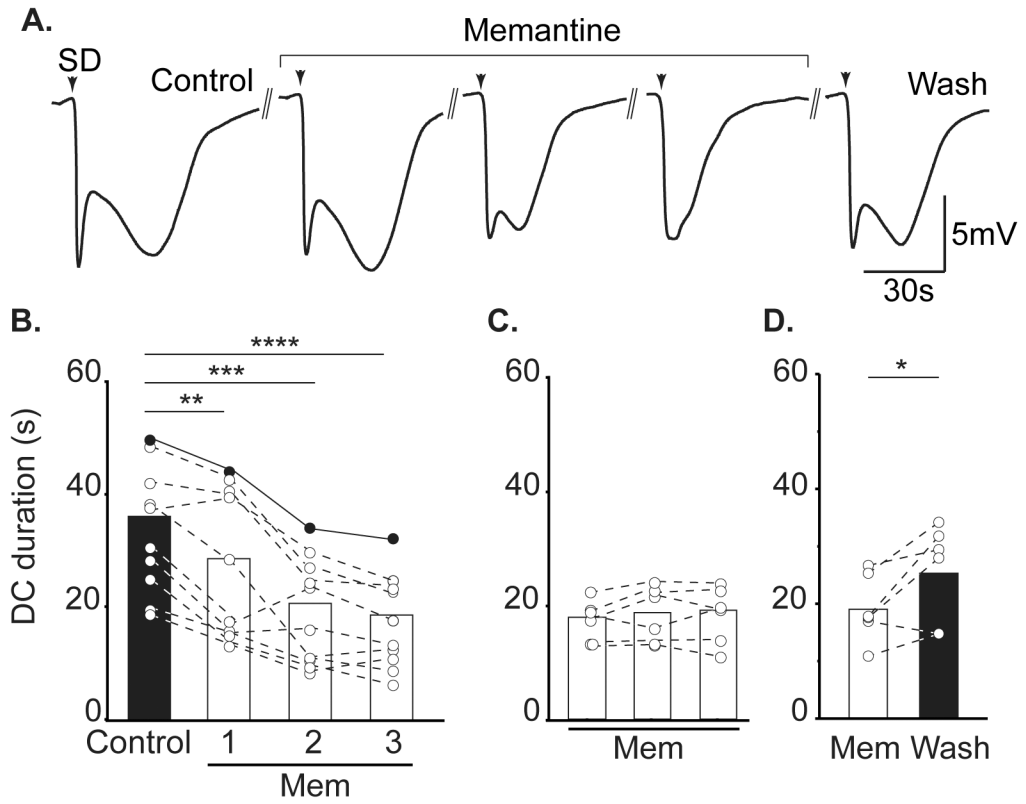 A.
Memantine
SD
Control
Wash
5mV
30s
B.
C.
D.
****
***
**
*
DC duration (s)
60
40
20
0
Control 1 2 3
Mem
60
40
20
0
Mem
60
40
20
0
Mem Wash